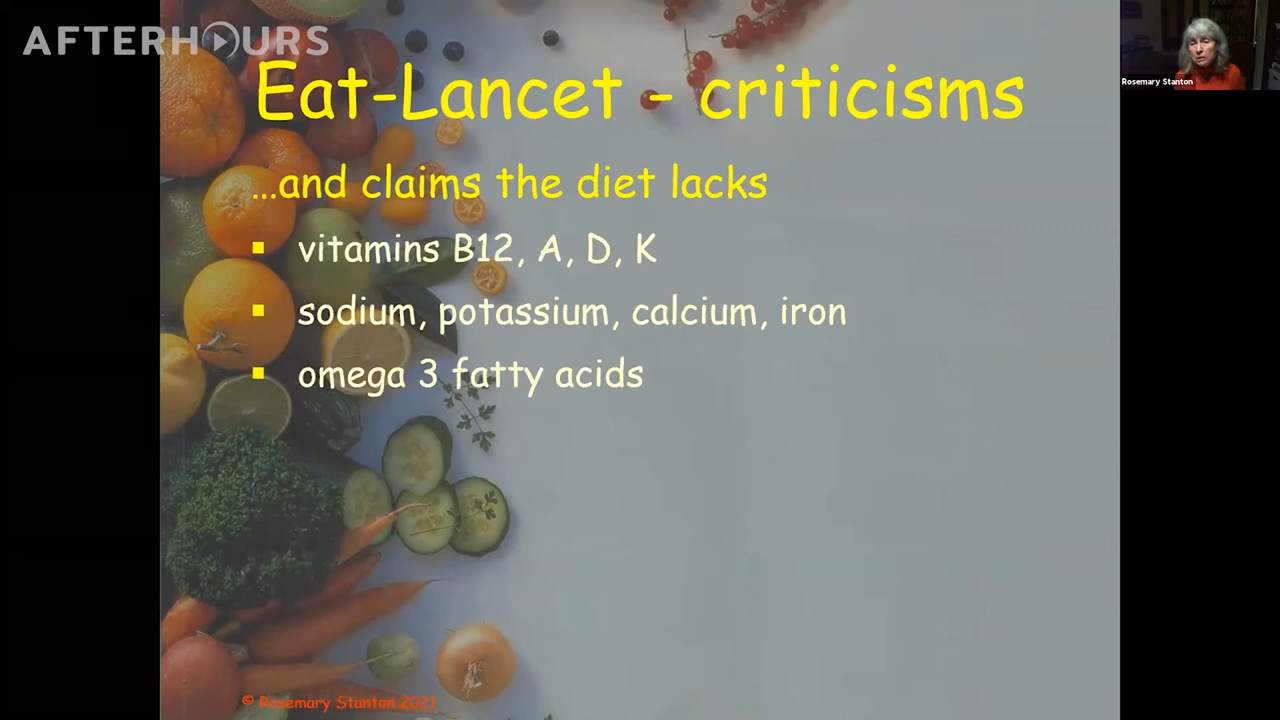 AFTERHOURS
Rosemary Stanton
Eat-Lancet - criticisms
...and claims the diet lacks
▪ vitamins B12, A, D, K
▪ sodium, potassium, calcium, iron
▪ omega 3 fatty acids
© Rosemary Stanton 2021